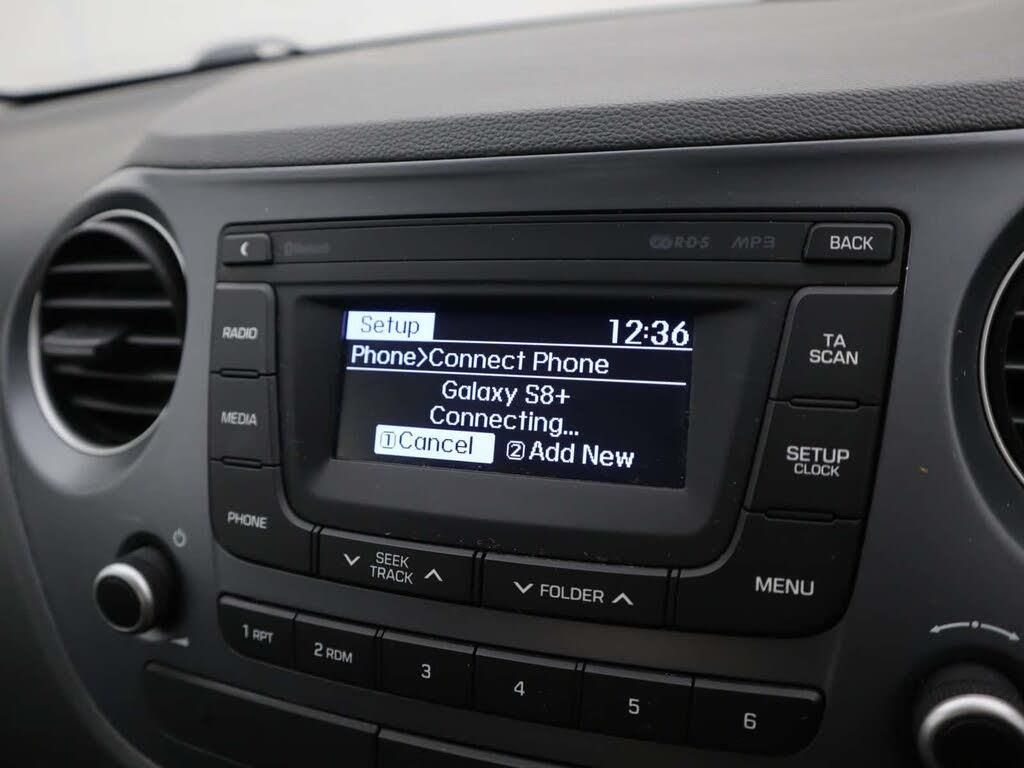 Bluetooth
R·D·S MP3
BACK
RADIO
MEDIA
PHONE
Setup 12:36
Phone>Connect Phone
Galaxy S8+
Connecting...
1Cancel 2Add New
TA
SCAN
SETUP
CLOCK
MENU
SEEK
TRACK
FOLDER
1 RPT
2 RDM
3
4
5
6